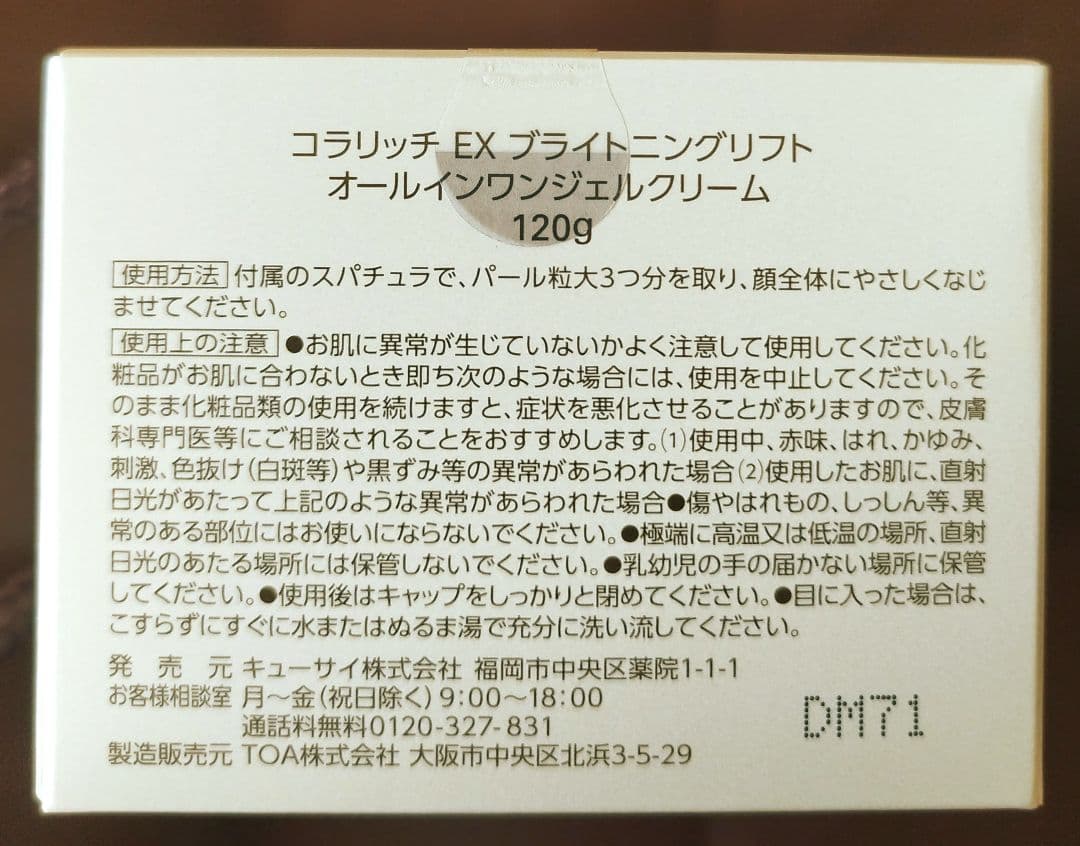 コラリッチ EX ブライトニングリフト
オールインワンジェルクリーム
120g
使用方法 付属のスパチュラで、パール粒大3つ分を取り、顔全体にやさしくなじ
ませてください。
使用上の注意 ●お肌に異常が生じていないかよく注意して使用してください。化
粧品がお肌に合わないとき即ち次のような場合には、使用を中止してください。そ
のまま化粧品類の使用を続けますと、症状を悪化させることがありますので、皮膚
科専門医等にご相談されることをおすすめします。(1)使用中、赤味、はれ、かゆみ、
刺激、色抜け(白斑等)や黒ずみ等の異常があらわれた場合(2)使用したお肌に、直射
日光があたって上記のような異常があらわれた場合●傷やはれもの、しっしん等、異
常のある部位にはお使いにならないでください。●極端に高温又は低温の場所、直射
日光のあたる場所には保管しないでください。●乳幼児の手の届かない場所に保管
してください。●使用後はキャップをしっかりと閉めてください。●目に入った場合は、
こすらずにすぐに水またはぬるま湯で充分に洗い流してください。
発売元 キューサイ株式会社 福岡市中央区薬院1-1-1
お客様相談室 月〜金(祝日除く)9:00〜18:00
通話料無料0120-327-831
製造販売元 TOA株式会社 大阪市中央区北浜3-5-29
DM71